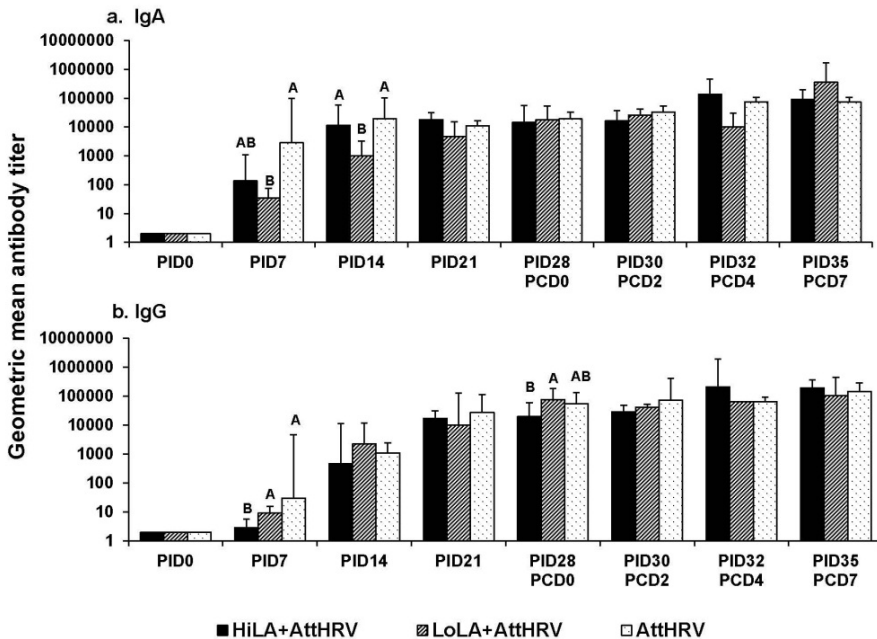 a. IgA
Geometric mean antibody titer
10000000
1000000
100000
10000
1000
100
10
1
AB
B
A
A
B
A
PID0 PID7 PID14 PID21 PID28 PID30 PID32 PID35
PCD0 PCD2 PCD4 PCD7
b. IgG
10000000
1000000
100000
10000
1000
100
10
1
B
A
A
B
A
AB
PID0 PID7 PID14 PID21 PID28 PID30 PID32 PID35
PCD0 PCD2 PCD4 PCD7
HiLA+AttHRV LoLA+AttHRV AttHRV